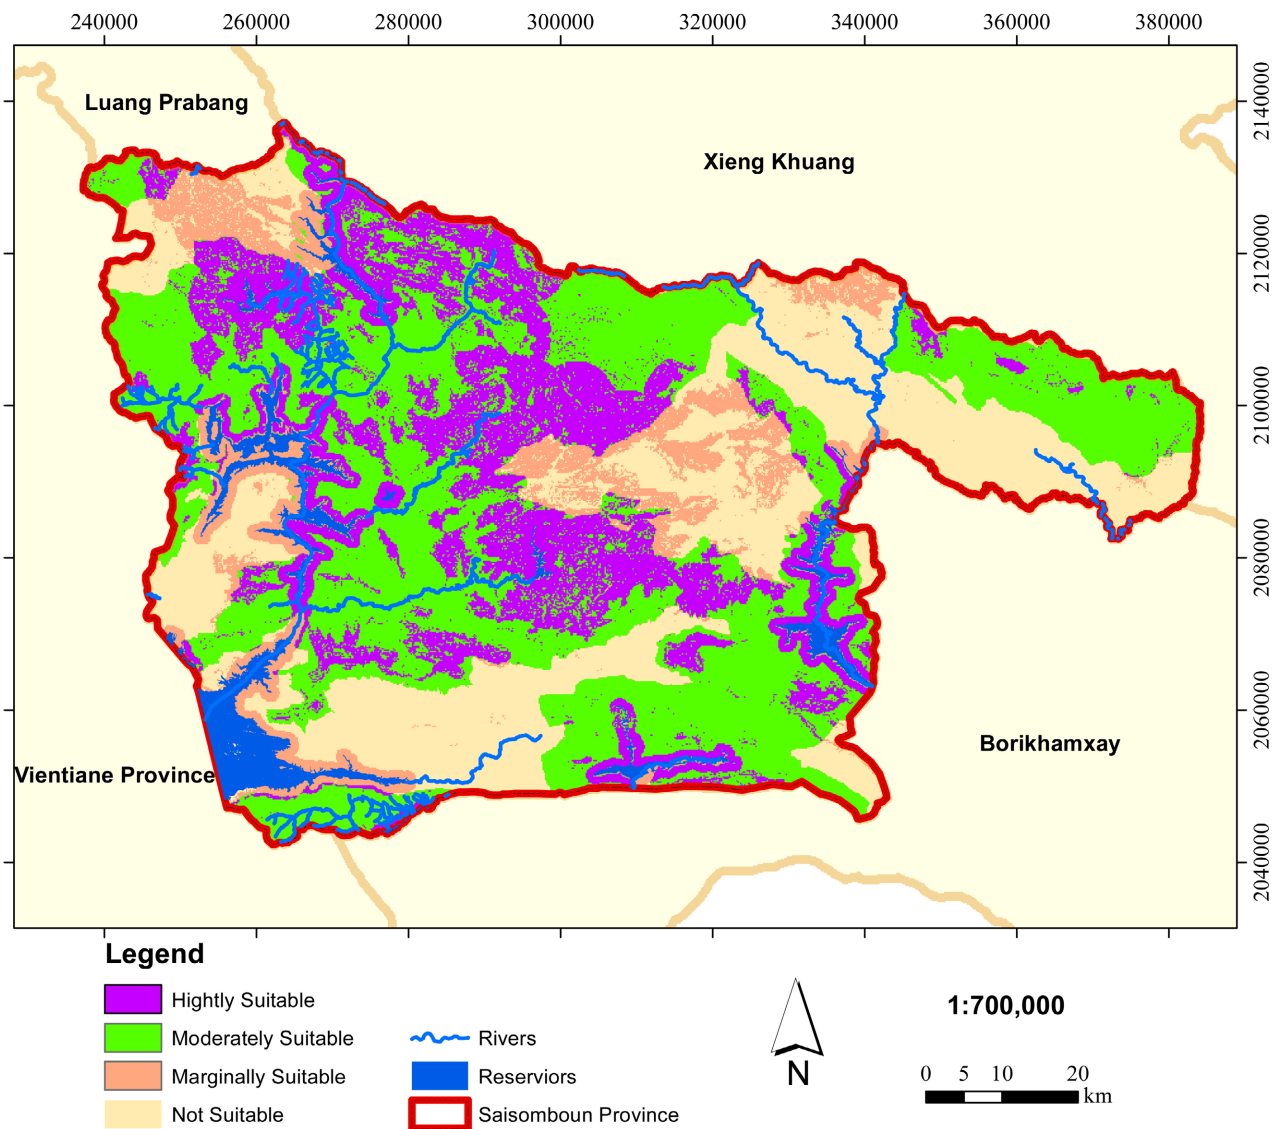 240000 260000 280000 300000 320000 340000 360000 380000
2140000
2120000
2100000
2080000
2060000
2040000
Luang Prabang
Xieng Khuang
Borikhamxay
Vientiane Province
Legend
Hightly Suitable
Moderately Suitable
Marginally Suitable
Not Suitable
Rivers
Reserviors
Saisomboun Province
N
1:700,000
0 5 10 20
km